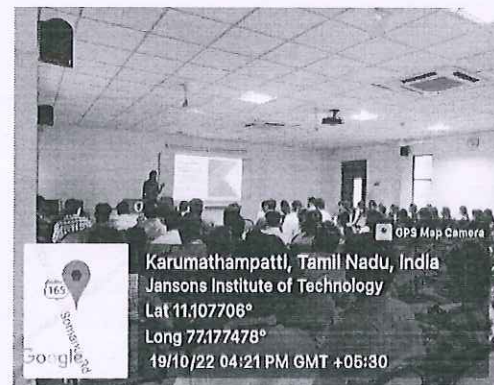 GPS Map Camera
Karumathampatti, Tamil Nadu, India
Jansons Institute of Technology
Lat 11.107706°
Long 77.177478°
19/10/22 04:21 PM GMT +05:30
165
Google